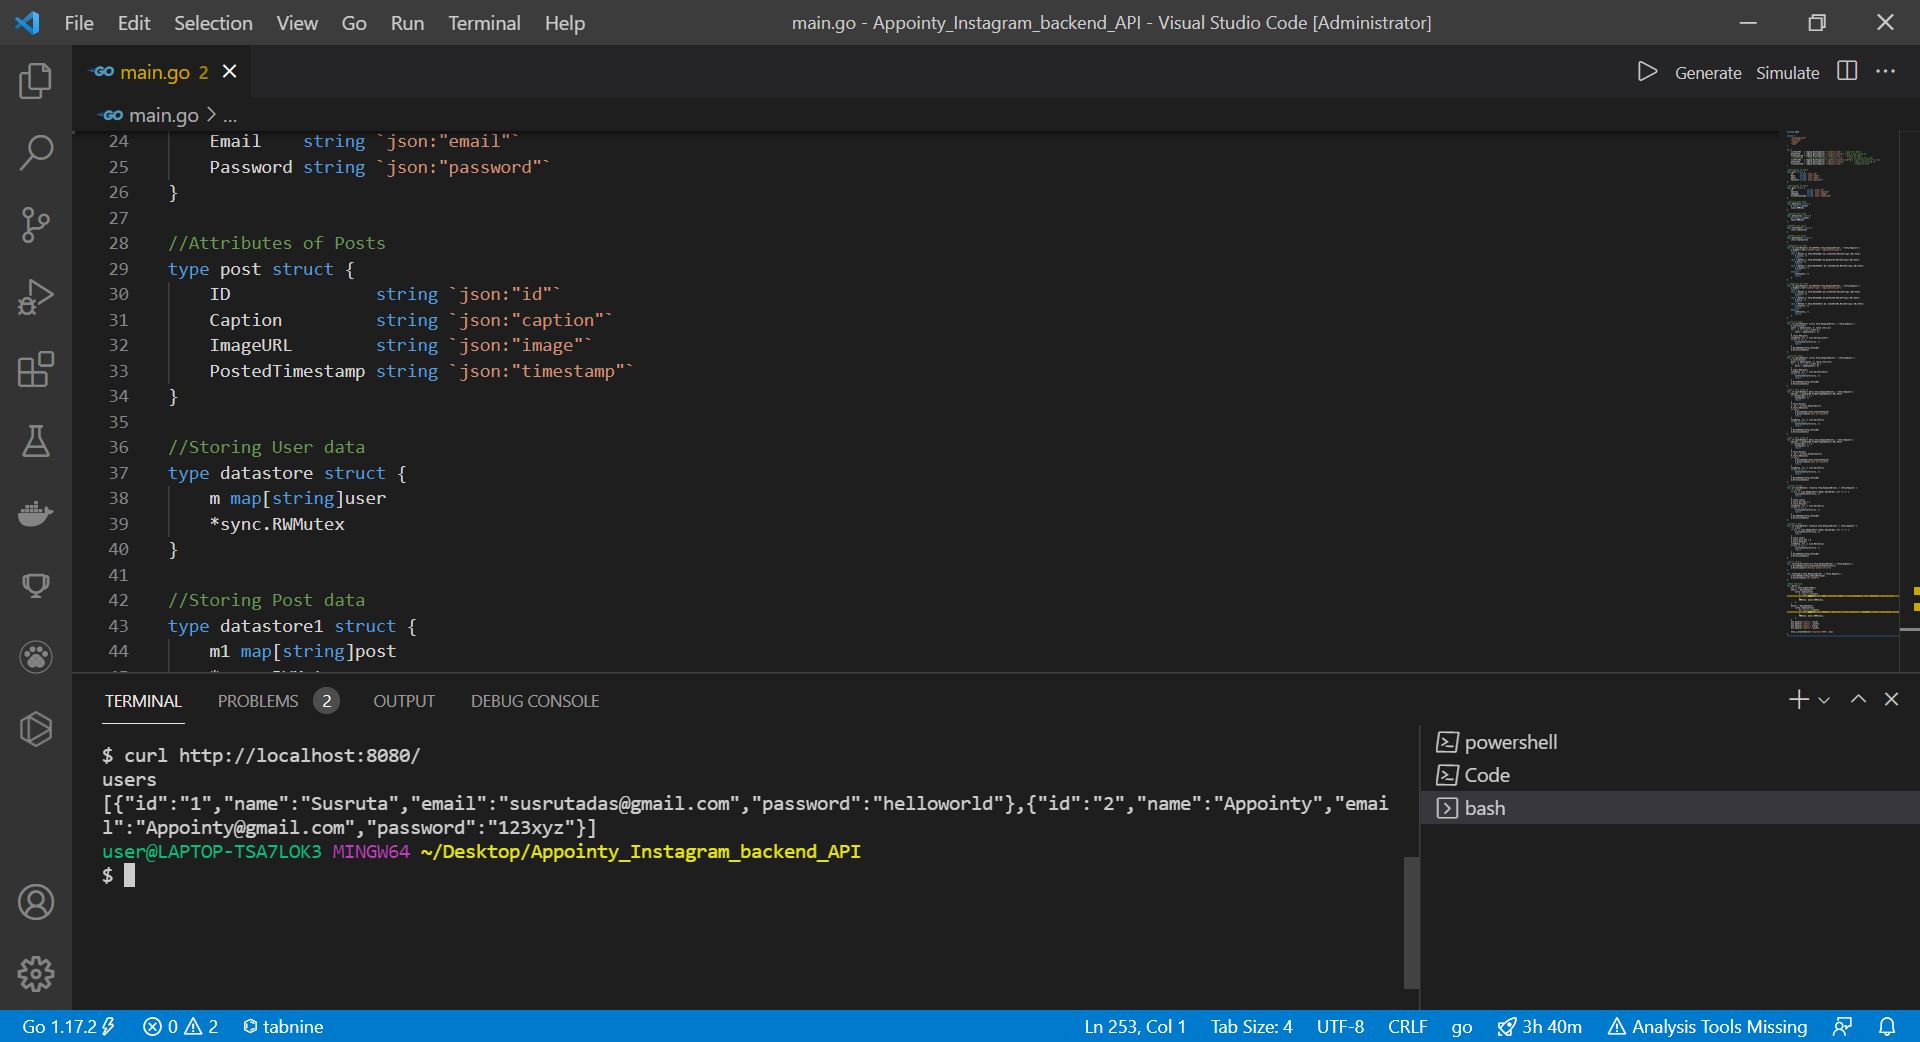 File Edit Selection View Go Run Terminal Help main.go - Appointy_Instagram_backend_API - Visual Studio Code [Administrator]
GO main.go 2 Generate Simulate
GO main.go > ...
24 Email string `json:"email"`
25 Password string `json:"password"`
26 }
27
28 //Attributes of Posts
29 type post struct {
30 ID string `json:"id"`
31 Caption string `json:"caption"`
32 ImageURL string `json:"image"`
33 PostedTimestamp string `json:"timestamp"`
34 }
35
36 //Storing User data
37 type datastore struct {
38 m map[string]user
39 *sync.RWMutex
40 }
41
42 //Storing Post data
43 type datastore1 struct {
44 m1 map[string]post
TERMINAL PROBLEMS 2 OUTPUT DEBUG CONSOLE
$ curl http://localhost:8080/
users
[{"id":"1","name":"Susruta","email":"susrutadas@gmail.com","password":"helloworld"},{"id":"2","name":"Appointy","emai
l":"Appointy@gmail.com","password":"123xyz"}]
user@LAPTOP-TSA7LOK3 MINGW64 ~/Desktop/Appointy_Instagram_backend_API
$
powershell
Code
bash
Go 1.17.2 0 2 tabnine Ln 253, Col 1 Tab Size: 4 UTF-8 CRLF go 3h 40m Analysis Tools Missing